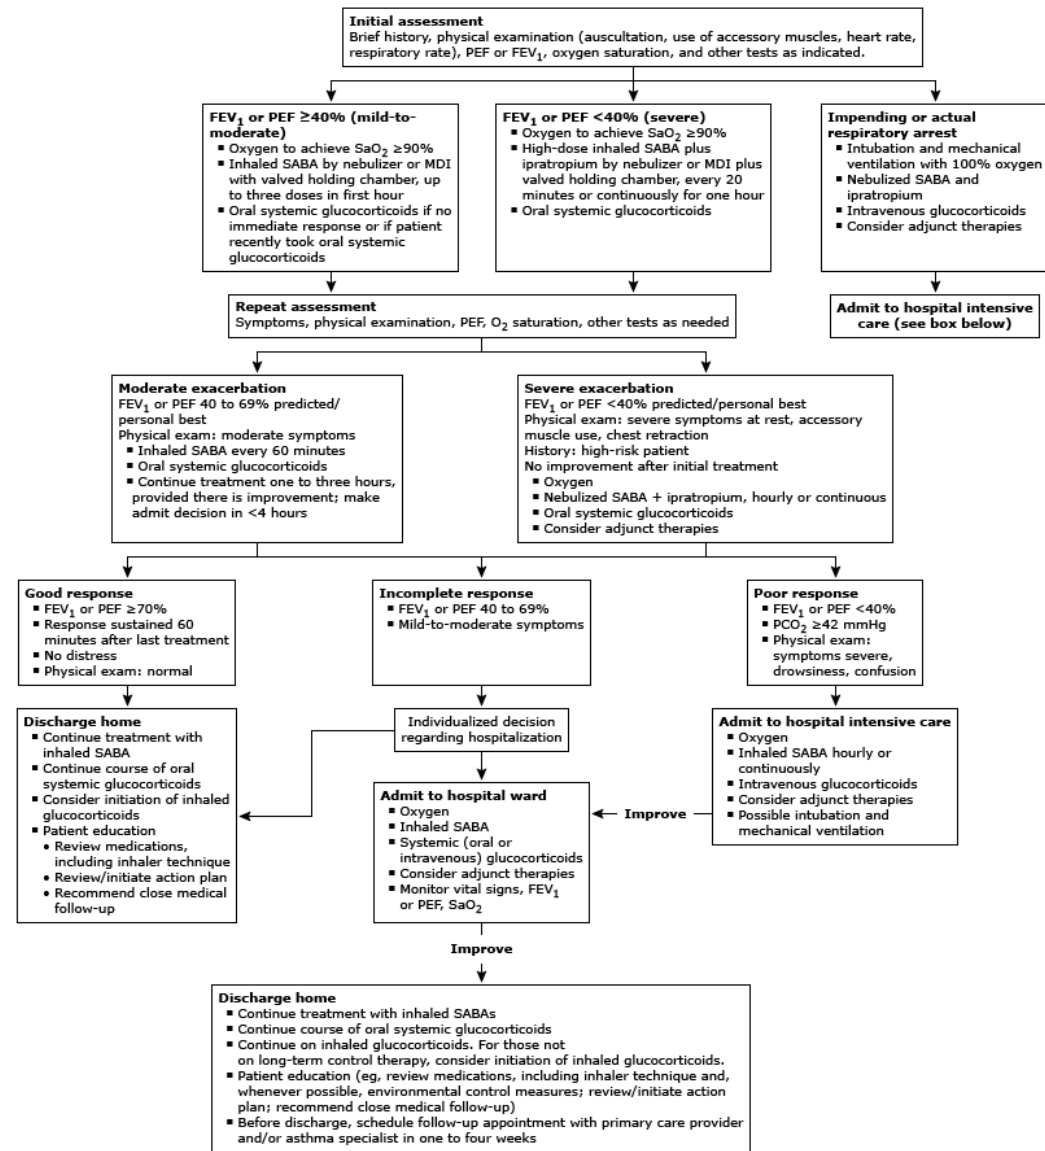 Initial assessment
Brief history, physical examination (auscultation, use of accessory muscles, heart rate,
respiratory rate), PEF or FEV₁, oxygen saturation, and other tests as indicated.
FEV₁ or PEF ≥40% (mild-to-
moderate)
▪ Oxygen to achieve SaO₂ ≥90%
▪ Inhaled SABA by nebulizer or MDI
with valved holding chamber, up
to three doses in first hour
▪ Oral systemic glucocorticoids if no
immediate response or if patient
recently took oral systemic
glucocorticoids
FEV₁ or PEF <40% (severe)
▪ Oxygen to achieve SaO₂ ≥90%
▪ High-dose inhaled SABA plus
ipratropium by nebulizer or MDI plus
valved holding chamber, every 20
minutes or continuously for one hour
▪ Oral systemic glucocorticoids
Impending or actual
respiratory arrest
▪ Intubation and mechanical
ventilation with 100% oxygen
▪ Nebulized SABA and
ipratropium
▪ Intravenous glucocorticoids
▪ Consider adjunct therapies
Repeat assessment
Symptoms, physical examination, PEF, O₂ saturation, other tests as needed
Admit to hospital intensive
care (see box below)
Moderate exacerbation
FEV₁ or PEF 40 to 69% predicted/
personal best
Physical exam: moderate symptoms
▪ Inhaled SABA every 60 minutes
▪ Oral systemic glucocorticoids
▪ Continue treatment one to three hours,
provided there is improvement; make
admit decision in <4 hours
Severe exacerbation
FEV₁ or PEF <40% predicted/personal best
Physical exam: severe symptoms at rest, accessory
muscle use, chest retraction
History: high-risk patient
No improvement after initial treatment
▪ Oxygen
▪ Nebulized SABA + ipratropium, hourly or continuous
▪ Oral systemic glucocorticoids
▪ Consider adjunct therapies
Good response
▪ FEV₁ or PEF ≥70%
▪ Response sustained 60
minutes after last treatment
▪ No distress
▪ Physical exam: normal
Incomplete response
▪ FEV₁ or PEF 40 to 69%
▪ Mild-to-moderate symptoms
Poor response
▪ FEV₁ or PEF <40%
▪ PCO₂ ≥42 mmHg
▪ Physical exam:
symptoms severe,
drowsiness, confusion
Discharge home
▪ Continue treatment with
inhaled SABA
▪ Continue course of oral
systemic glucocorticoids
▪ Consider initiation of inhaled
glucocorticoids
▪ Patient education
• Review medications,
including inhaler technique
• Review/initiate action plan
• Recommend close medical
follow-up
Individualized decision
regarding hospitalization
Admit to hospital intensive care
▪ Oxygen
▪ Inhaled SABA hourly or
continuously
▪ Intravenous glucocorticoids
▪ Consider adjunct therapies
▪ Possible intubation and
mechanical ventilation
Improve
Admit to hospital ward
▪ Oxygen
▪ Inhaled SABA
▪ Systemic (oral or
intravenous) glucocorticoids
▪ Consider adjunct therapies
▪ Monitor vital signs, FEV₁
or PEF, SaO₂
Improve
Discharge home
▪ Continue treatment with inhaled SABAs
▪ Continue course of oral systemic glucocorticoids
▪ Continue on inhaled glucocorticoids. For those not
on long-term control therapy, consider initiation of inhaled glucocorticoids.
▪ Patient education (eg, review medications, including inhaler technique and,
whenever possible, environmental control measures; review/initiate action
plan; recommend close medical follow-up)
▪ Before discharge, schedule follow-up appointment with primary care provider
and/or asthma specialist in one to four weeks